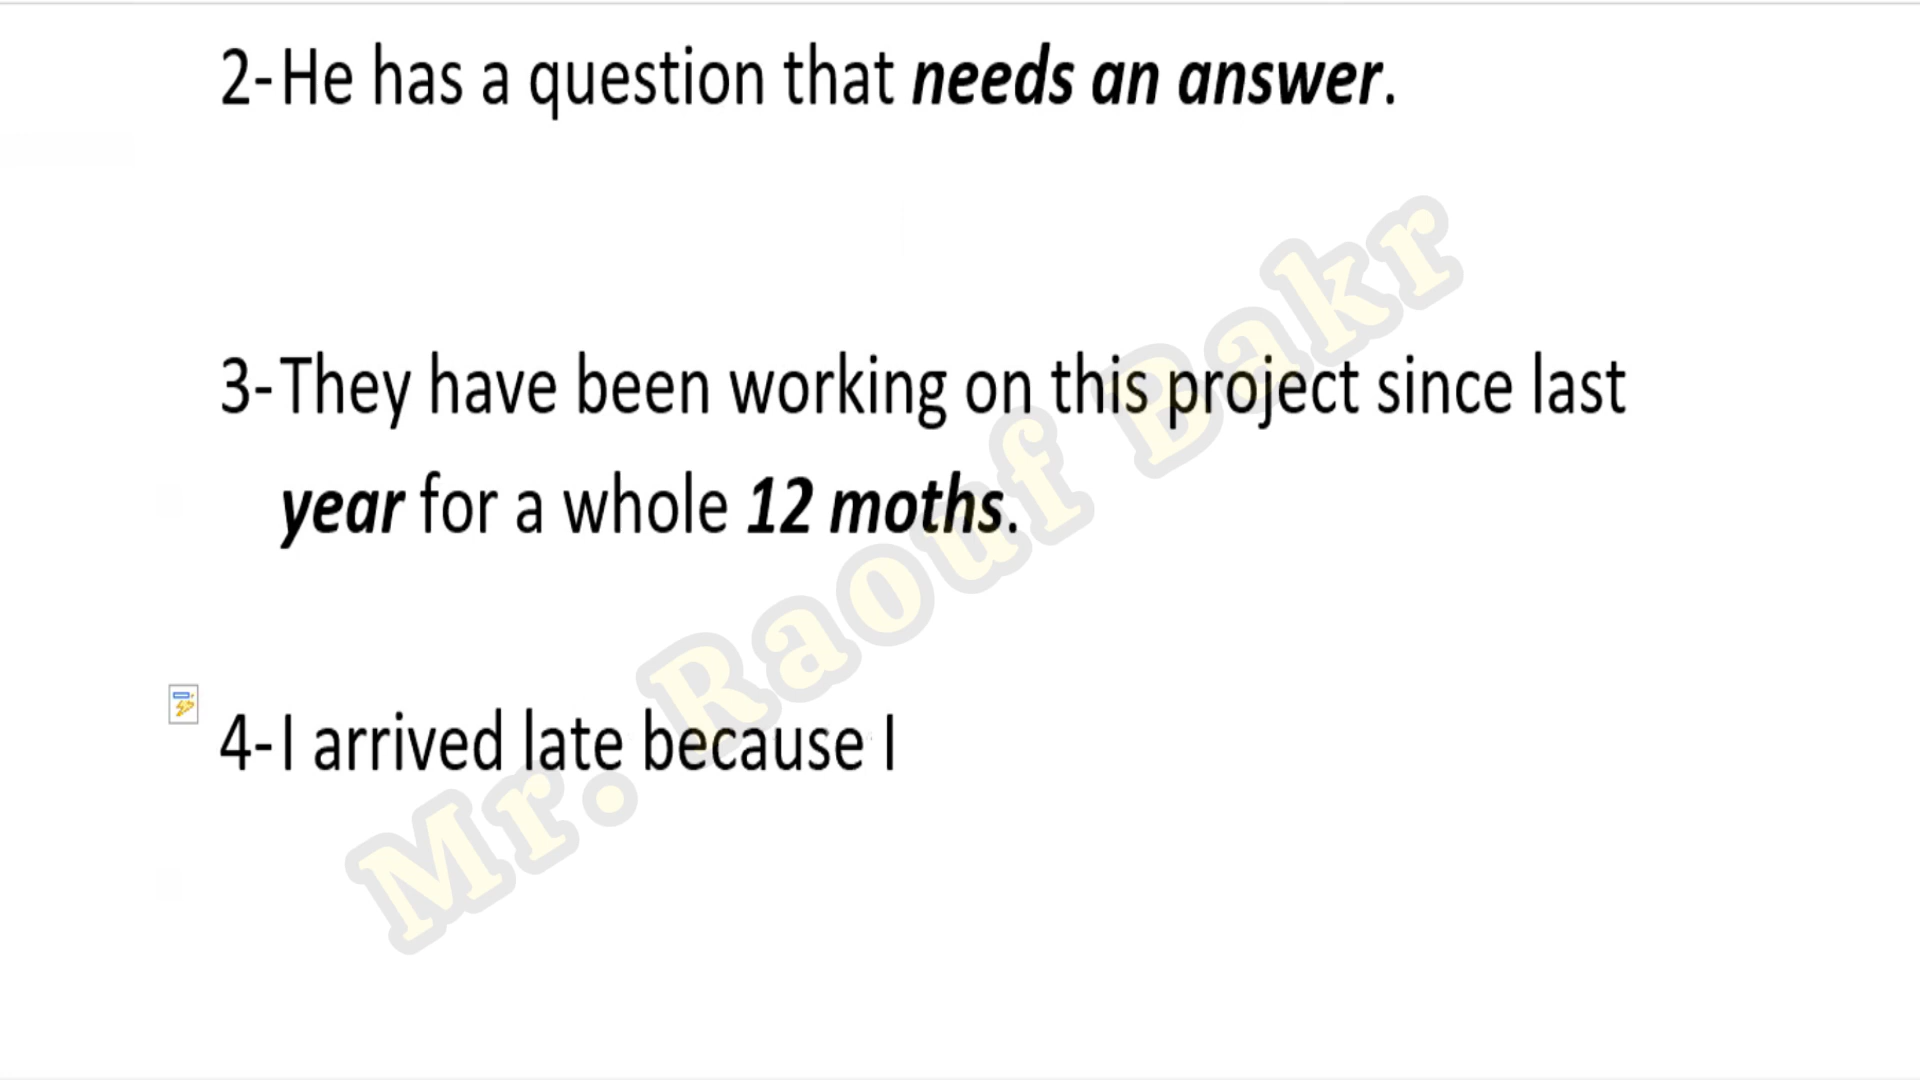 2-He has a question that needs an answer.
3-They have been working on this project since last
year for a whole 12 moths.
4-I arrived late because I
Mr. Raouf Bakr